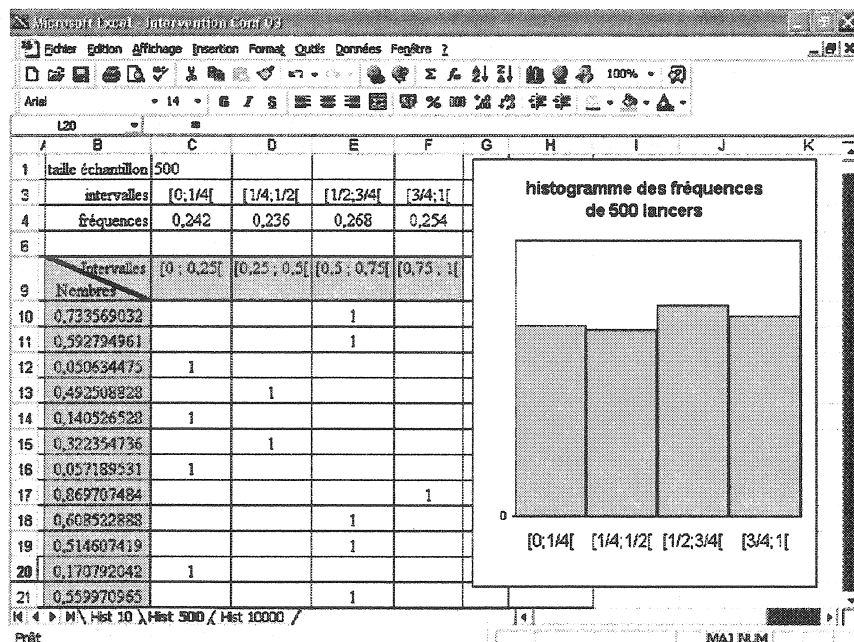 Microsoft Excel - Intervention Conf 03
Fichier Edition Affichage Insertion Format Outils Données Fenêtre ?
100%
Arial 14 G I S % 000
L20 =
A B C D E F G H I J K
1 taille échantillon 500
3 intervalles [0;1/4[ [1/4;1/2[ [1/2;3/4[ [3/4;1[
4 fréquences 0,242 0,236 0,268 0,254
6
Intervalles [0 ; 0,25[ [0,25 ; 0,5[ [0,5 ; 0,75[ [0,75 ; 1[
9 Nombres
10 0,733569032 1
11 0,592794961 1
12 0,050634475 1
13 0,492508828 1
14 0,140526528 1
15 0,322354736 1
16 0,057189531 1
17 0,869707484 1
18 0,608522888 1
19 0,514607419 1
20 0,170792042 1
21 0,559970965 1
histogramme des fréquences
de 500 lancers
0
[0;1/4[ [1/4;1/2[ [1/2;3/4[ [3/4;1[
Hist 10 Hist 500 Hist 10000
Prêt MAJ NUM